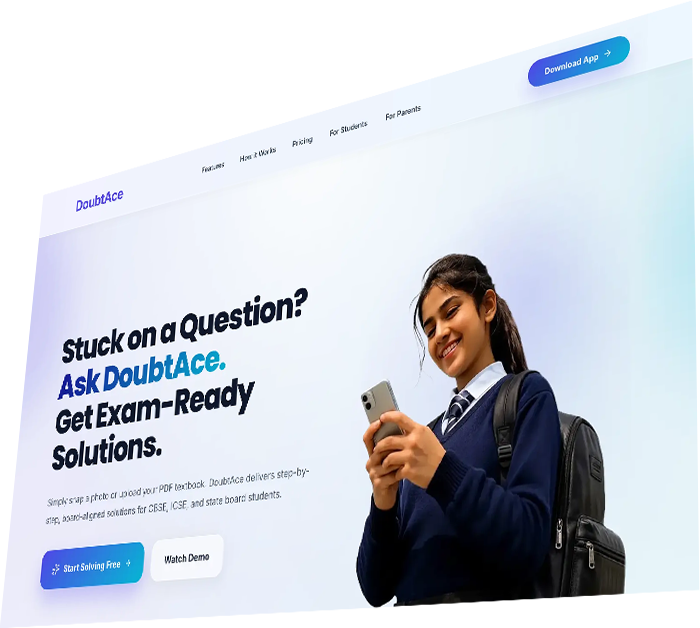 Download App
Features How it Works Pricing For Students For Parents
DoubtAce
Stuck on a Question?
Ask DoubtAce.
Get Exam-Ready
Solutions.
Simply snap a photo or upload your PDF textbook. DoubtAce delivers step-by-
step, board-aligned solutions for CBSE, ICSE, and state board students.
Start Solving Free
Watch Demo